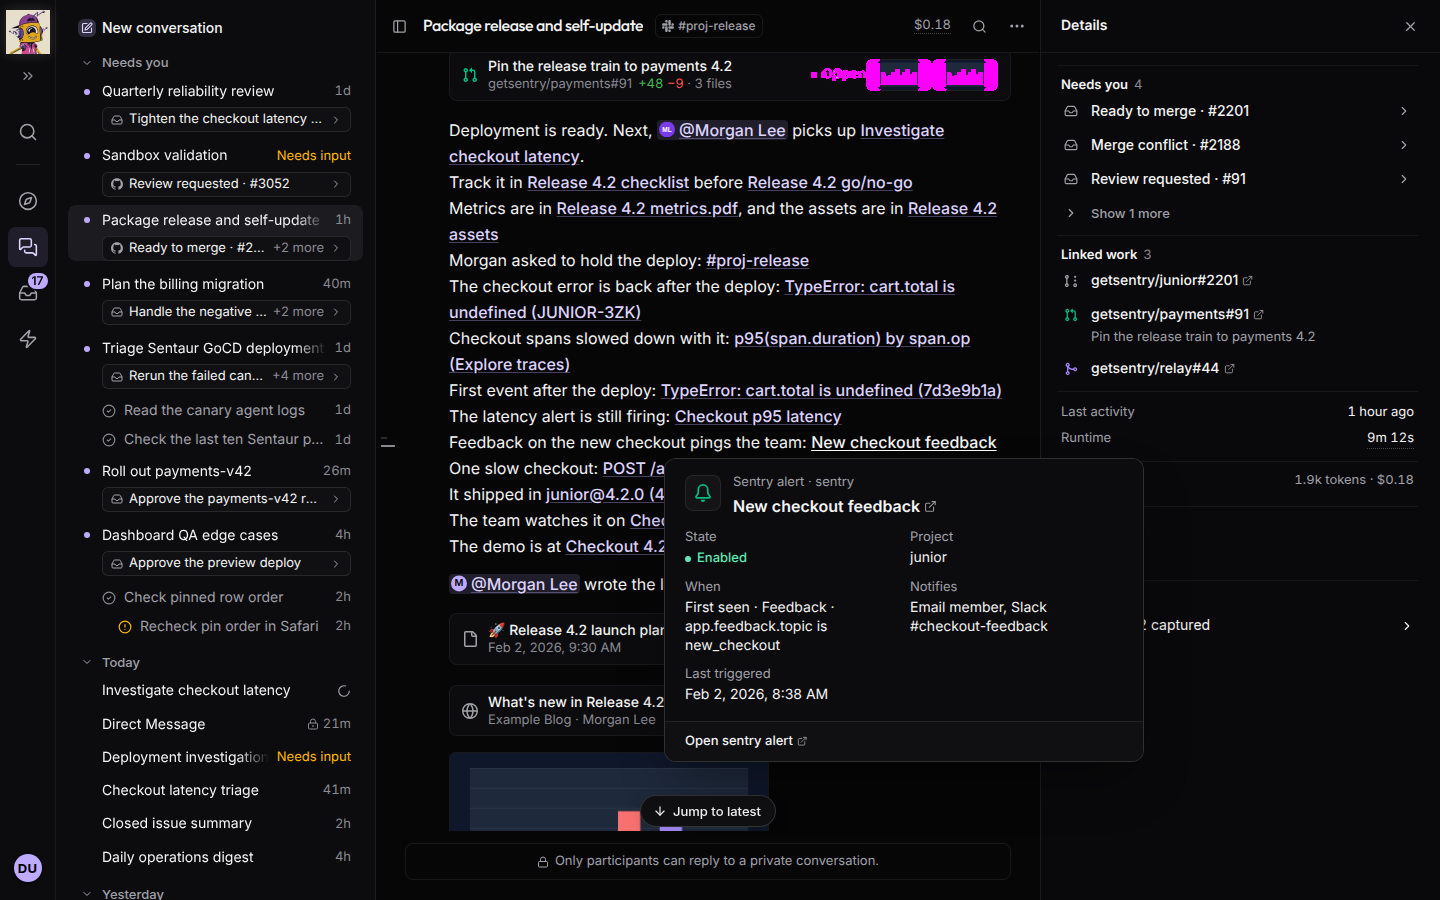 New conversation
Needs you
Quarterly reliability review 1d
Tighten the checkout latency ...
Sandbox validation Needs input
Review requested · #3052
Package release and self-update 1h
Ready to merge · #2... +2 more
Plan the billing migration 40m
Handle the negative ... +2 more
Triage Sentaur GoCD deployment 1d
Rerun the failed can... +4 more
Read the canary agent logs 1d
Check the last ten Sentaur p... 1d
Roll out payments-v42 26m
Approve the payments-v42 r...
Dashboard QA edge cases 4h
Approve the preview deploy
Check pinned row order 2h
Recheck pin order in Safari 2h
Today
Investigate checkout latency
Direct Message 21m
Deployment investigation Needs input
Checkout latency triage 41m
Closed issue summary 2h
Daily operations digest 4h
Yesterday
17
DU
Package release and self-update #proj-release $0.18
Pin the release train to payments 4.2
getsentry/payments#91 +48 −9 · 3 files
Open
Deployment is ready. Next, ML @Morgan Lee picks up Investigate
checkout latency.
Track it in Release 4.2 checklist before Release 4.2 go/no-go
Metrics are in Release 4.2 metrics.pdf, and the assets are in Release 4.2
assets
Morgan asked to hold the deploy: #proj-release
The checkout error is back after the deploy: TypeError: cart.total is
undefined (JUNIOR-3ZK)
Checkout spans slowed down with it: p95(span.duration) by span.op
(Explore traces)
First event after the deploy: TypeError: cart.total is undefined (7d3e9b1a)
The latency alert is still firing: Checkout p95 latency
Feedback on the new checkout pings the team: New checkout feedback
One slow checkout: POST /a
It shipped in junior@4.2.0 (4
The team watches it on Chec
The demo is at Checkout 4.2
M @Morgan Lee wrote the l
🚀 Release 4.2 launch plan
Feb 2, 2026, 9:30 AM
What's new in Release 4.2
Example Blog · Morgan Lee
Jump to latest
Only participants can reply to a private conversation.
Sentry alert · sentry
New checkout feedback
State Project
Enabled junior
When Notifies
First seen · Feedback · Email member, Slack
app.feedback.topic is #checkout-feedback
new_checkout
Last triggered
Feb 2, 2026, 8:38 AM
Open sentry alert
Details
Needs you 4
Ready to merge · #2201
Merge conflict · #2188
Review requested · #91
Show 1 more
Linked work 3
getsentry/junior#2201
getsentry/payments#91
Pin the release train to payments 4.2
getsentry/relay#44
Last activity 1 hour ago
Runtime 9m 12s
1.9k tokens · $0.18
2 captured